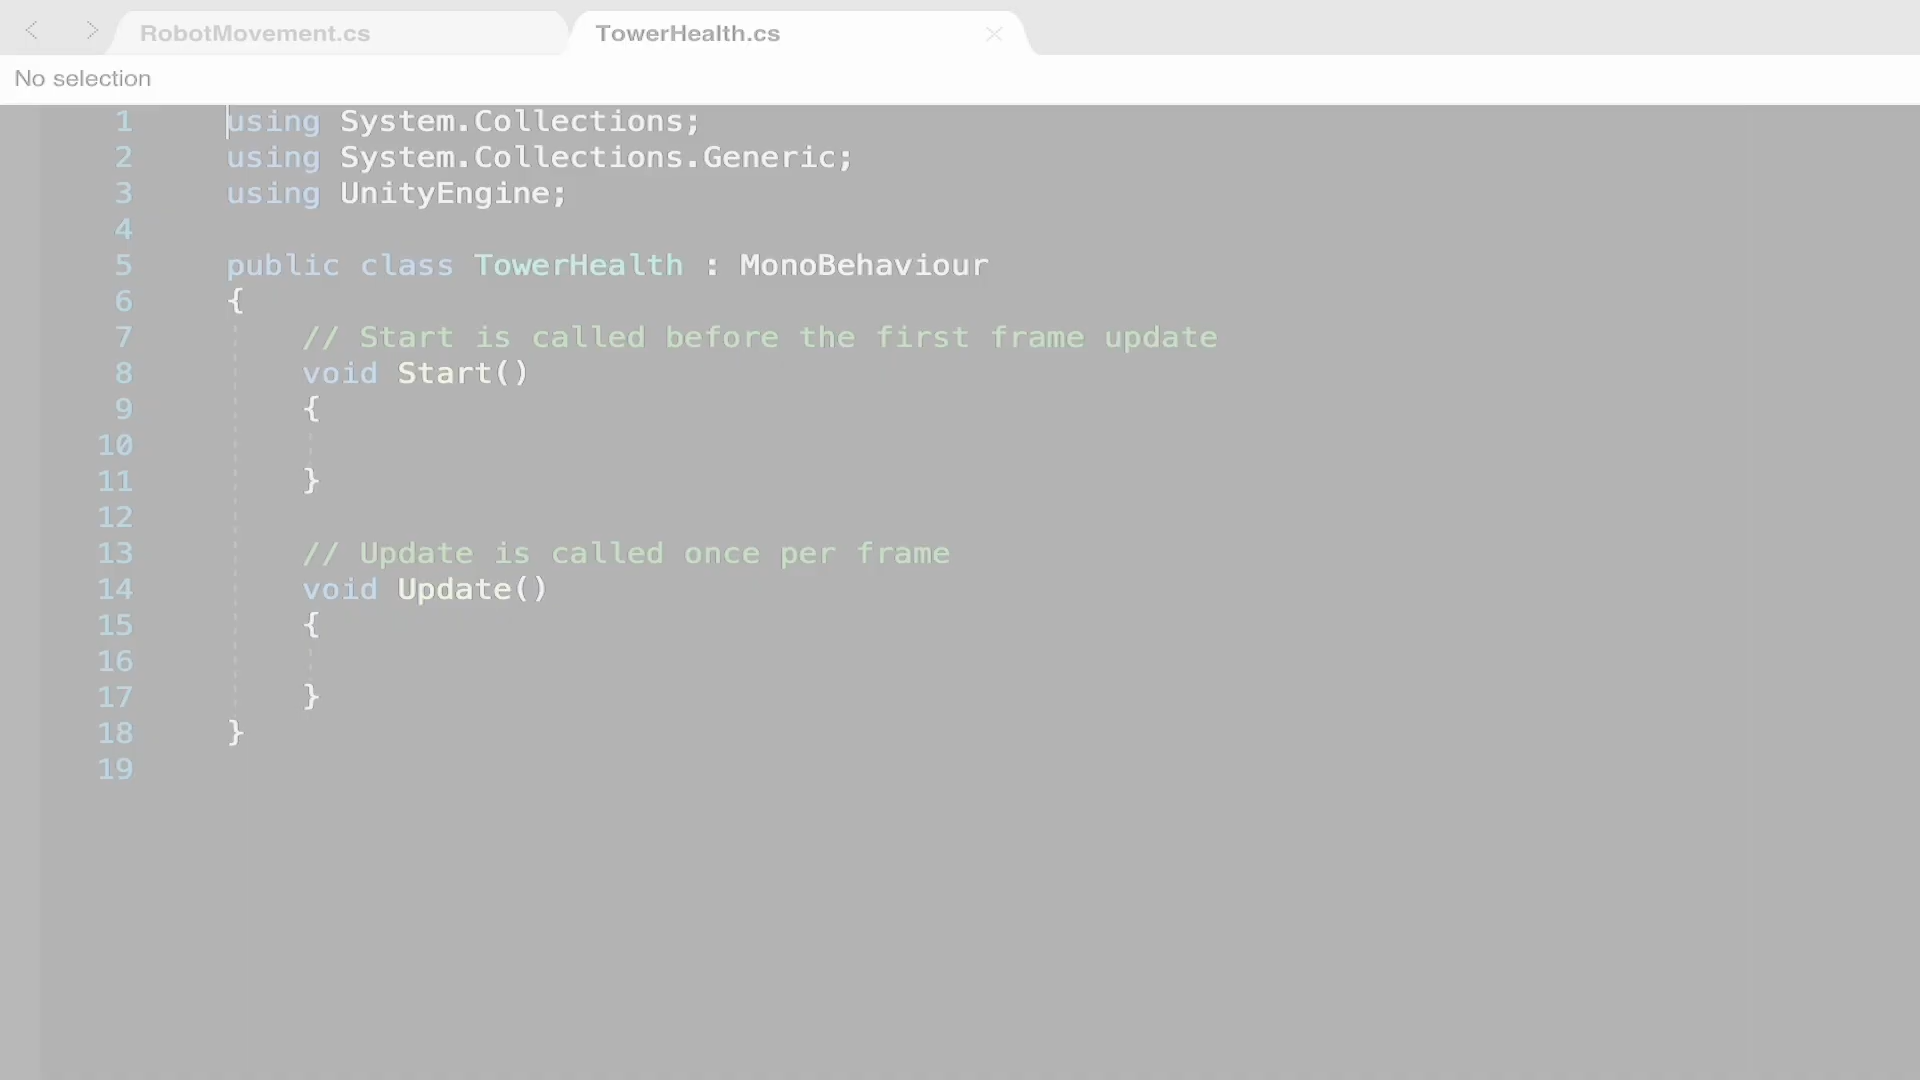 RobotMovement.cs
TowerHealth.cs
No selection
1 using System.Collections;
2 using System.Collections.Generic;
3 using UnityEngine;
4
5 public class TowerHealth : MonoBehaviour
6 {
7 // Start is called before the first frame update
8 void Start()
9 {
10
11 }
12
13 // Update is called once per frame
14 void Update()
15 {
16
17 }
18 }
19